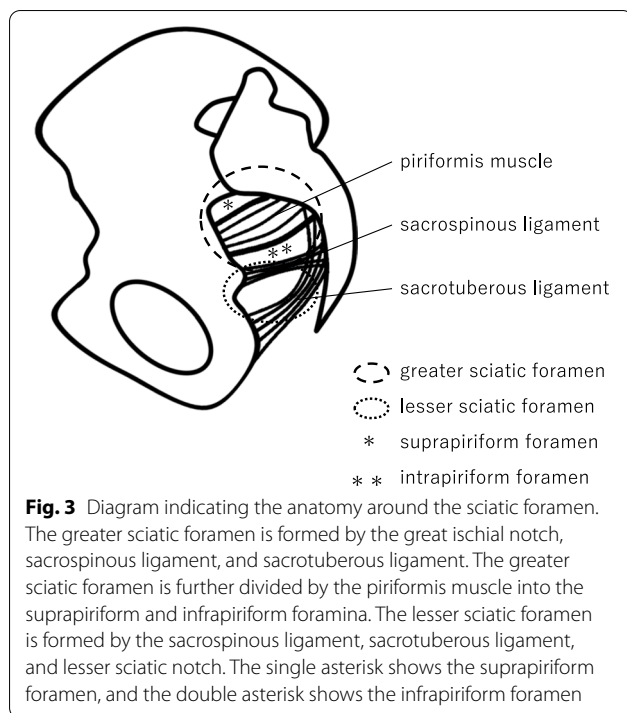 piriformis muscle
sacrospinous ligament
sacrotuberous ligament
*
* *
greater sciatic foramen
lesser sciatic foramen
* suprapiriform foramen
* * intrapiriform foramen
Fig. 3 Diagram indicating the anatomy around the sciatic foramen.
The greater sciatic foramen is formed by the great ischial notch,
sacrospinous ligament, and sacrotuberous ligament. The greater
sciatic foramen is further divided by the piriformis muscle into the
suprapiriform and infrapiriform foramina. The lesser sciatic foramen
is formed by the sacrospinous ligament, sacrotuberous ligament,
and lesser sciatic notch. The single asterisk shows the suprapiriform
foramen, and the double asterisk shows the infrapiriform foramen